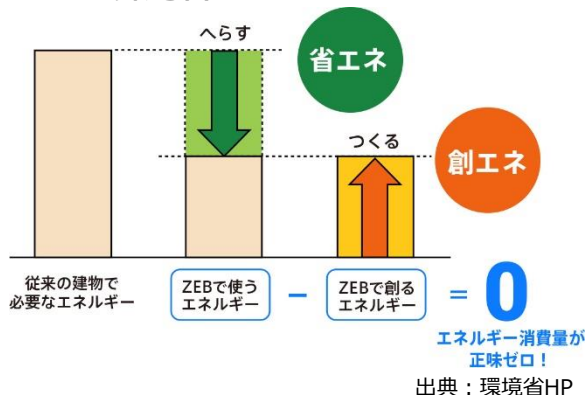 へらす
省エネ
つくる
創エネ
従来の建物で
必要なエネルギー
ZEBで使う
エネルギー
−
ZEBで創る
エネルギー
=
0
エネルギー消費量が
正味ゼロ！
出典：環境省HP